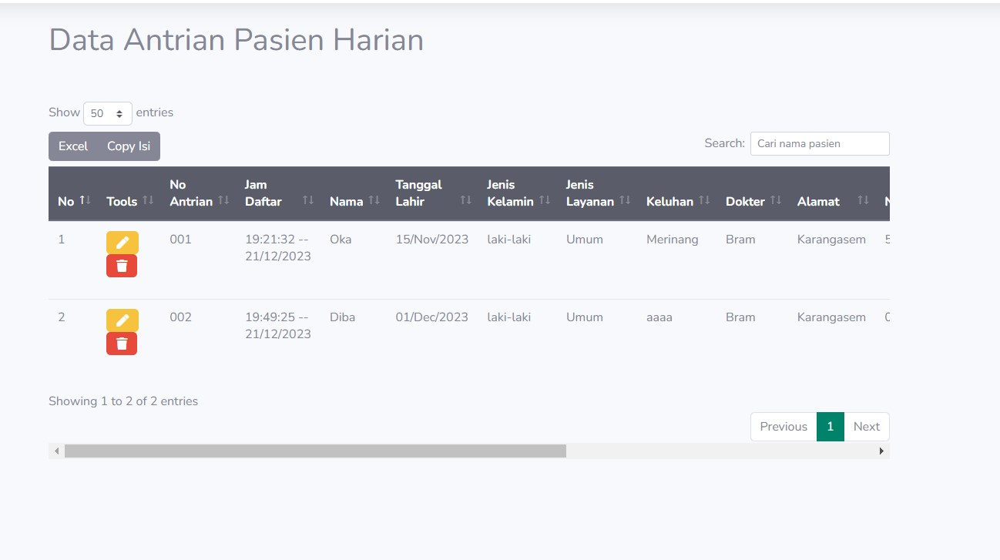 Data Antrian Pasien Harian
Show 50 entries
Excel Copy Isi
Search: Cari nama pasien
No Tools No Antrian Jam Daftar Nama Tanggal Lahir Jenis Kelamin Jenis Layanan Keluhan Dokter Alamat
1 001 19:21:32 -- Oka 15/Nov/2023 laki-laki Umum Merinang Bram Karangasem
21/12/2023
2 002 19:49:25 -- Diba 01/Dec/2023 laki-laki Umum aaaa Bram Karangasem
21/12/2023
Showing 1 to 2 of 2 entries
Previous 1 Next